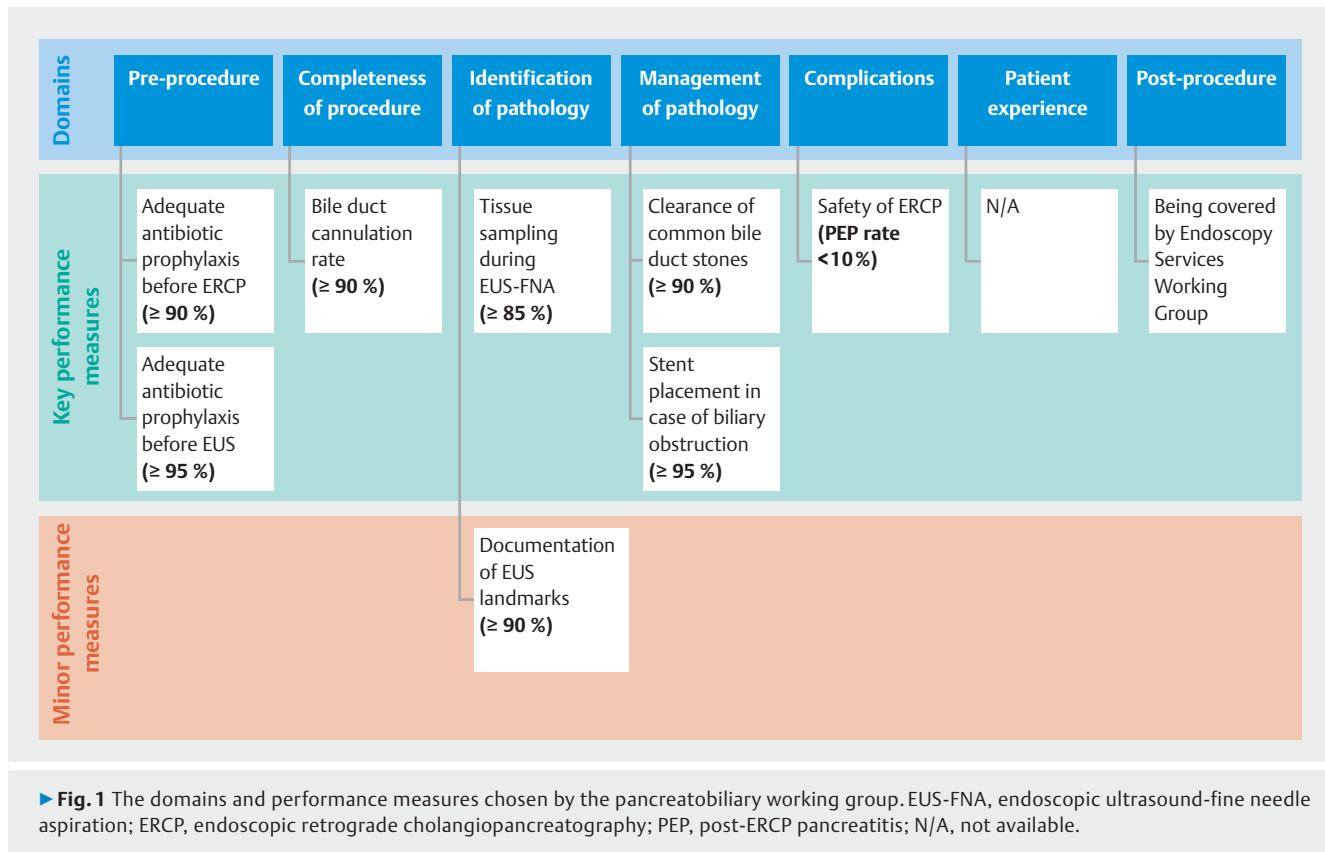 Domains
Pre-procedure
Completeness
of procedure
Identification
of pathology
Management
of pathology
Complications
Patient
experience
Post-procedure
Key performance
measures
Adequate
antibiotic
prophylaxis
before ERCP
(≥ 90 %)
Adequate
antibiotic
prophylaxis
before EUS
(≥ 95 %)
Bile duct
cannulation
rate
(≥ 90 %)
Tissue
sampling
during
EUS-FNA
(≥ 85 %)
Clearance of
common bile
duct stones
(≥ 90 %)
Stent
placement in
case of biliary
obstruction
(≥ 95 %)
Safety of ERCP
(PEP rate
<10 %)
N/A
Being covered
by Endoscopy
Services
Working
Group
Minor performance
measures
Documentation
of EUS
landmarks
(≥ 90 %)
▶ Fig. 1 The domains and performance measures chosen by the pancreatobiliary working group. EUS-FNA, endoscopic ultrasound-fine needle
aspiration; ERCP, endoscopic retrograde cholangiopancreatography; PEP, post-ERCP pancreatitis; N/A, not available.